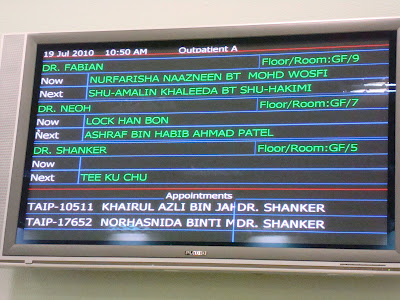 19 Jul 2010 10:50 AM Outpatient A
DR. FABIAN Floor/Room:GF/9
Now NURFARISHA NAAZNEEN BT MOHD WOSFI
Next SHU-AMALIN KHALEEDA BT SHU-HAKIMI
DR. NEOH Floor/Room:GF/7
Now LOCK HAN BON
Next ASHRAF BIN HABIB AHMAD PATEL
DR. SHANKER Floor/Room:GF/5
Now
Next TEE KU CHU
Appointments
TAIP-10511 KHAIRUL AZLI BIN JAH DR. SHANKER
TAIP-17652 NORHASNIDA BINTI M DR. SHANKER